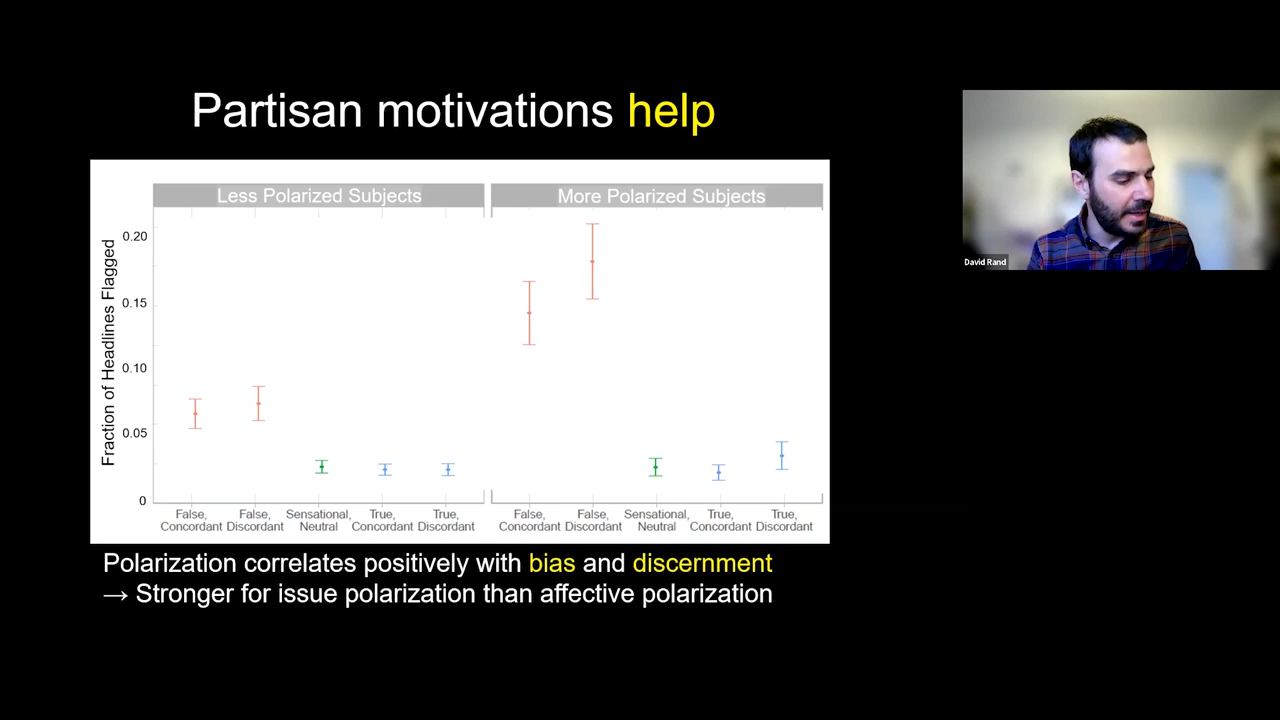 Partisan motivations help
Less Polarized Subjects
More Polarized Subjects
Fraction of Headlines Flagged
0.20
0.15
0.10
0.05
0
False,
Concordant
False,
Discordant
Sensational,
Neutral
True,
Concordant
True,
Discordant
False,
Concordant
False,
Discordant
Sensational,
Neutral
True,
Concordant
True,
Discordant
Polarization correlates positively with bias and discernment
→ Stronger for issue polarization than affective polarization
David Rand